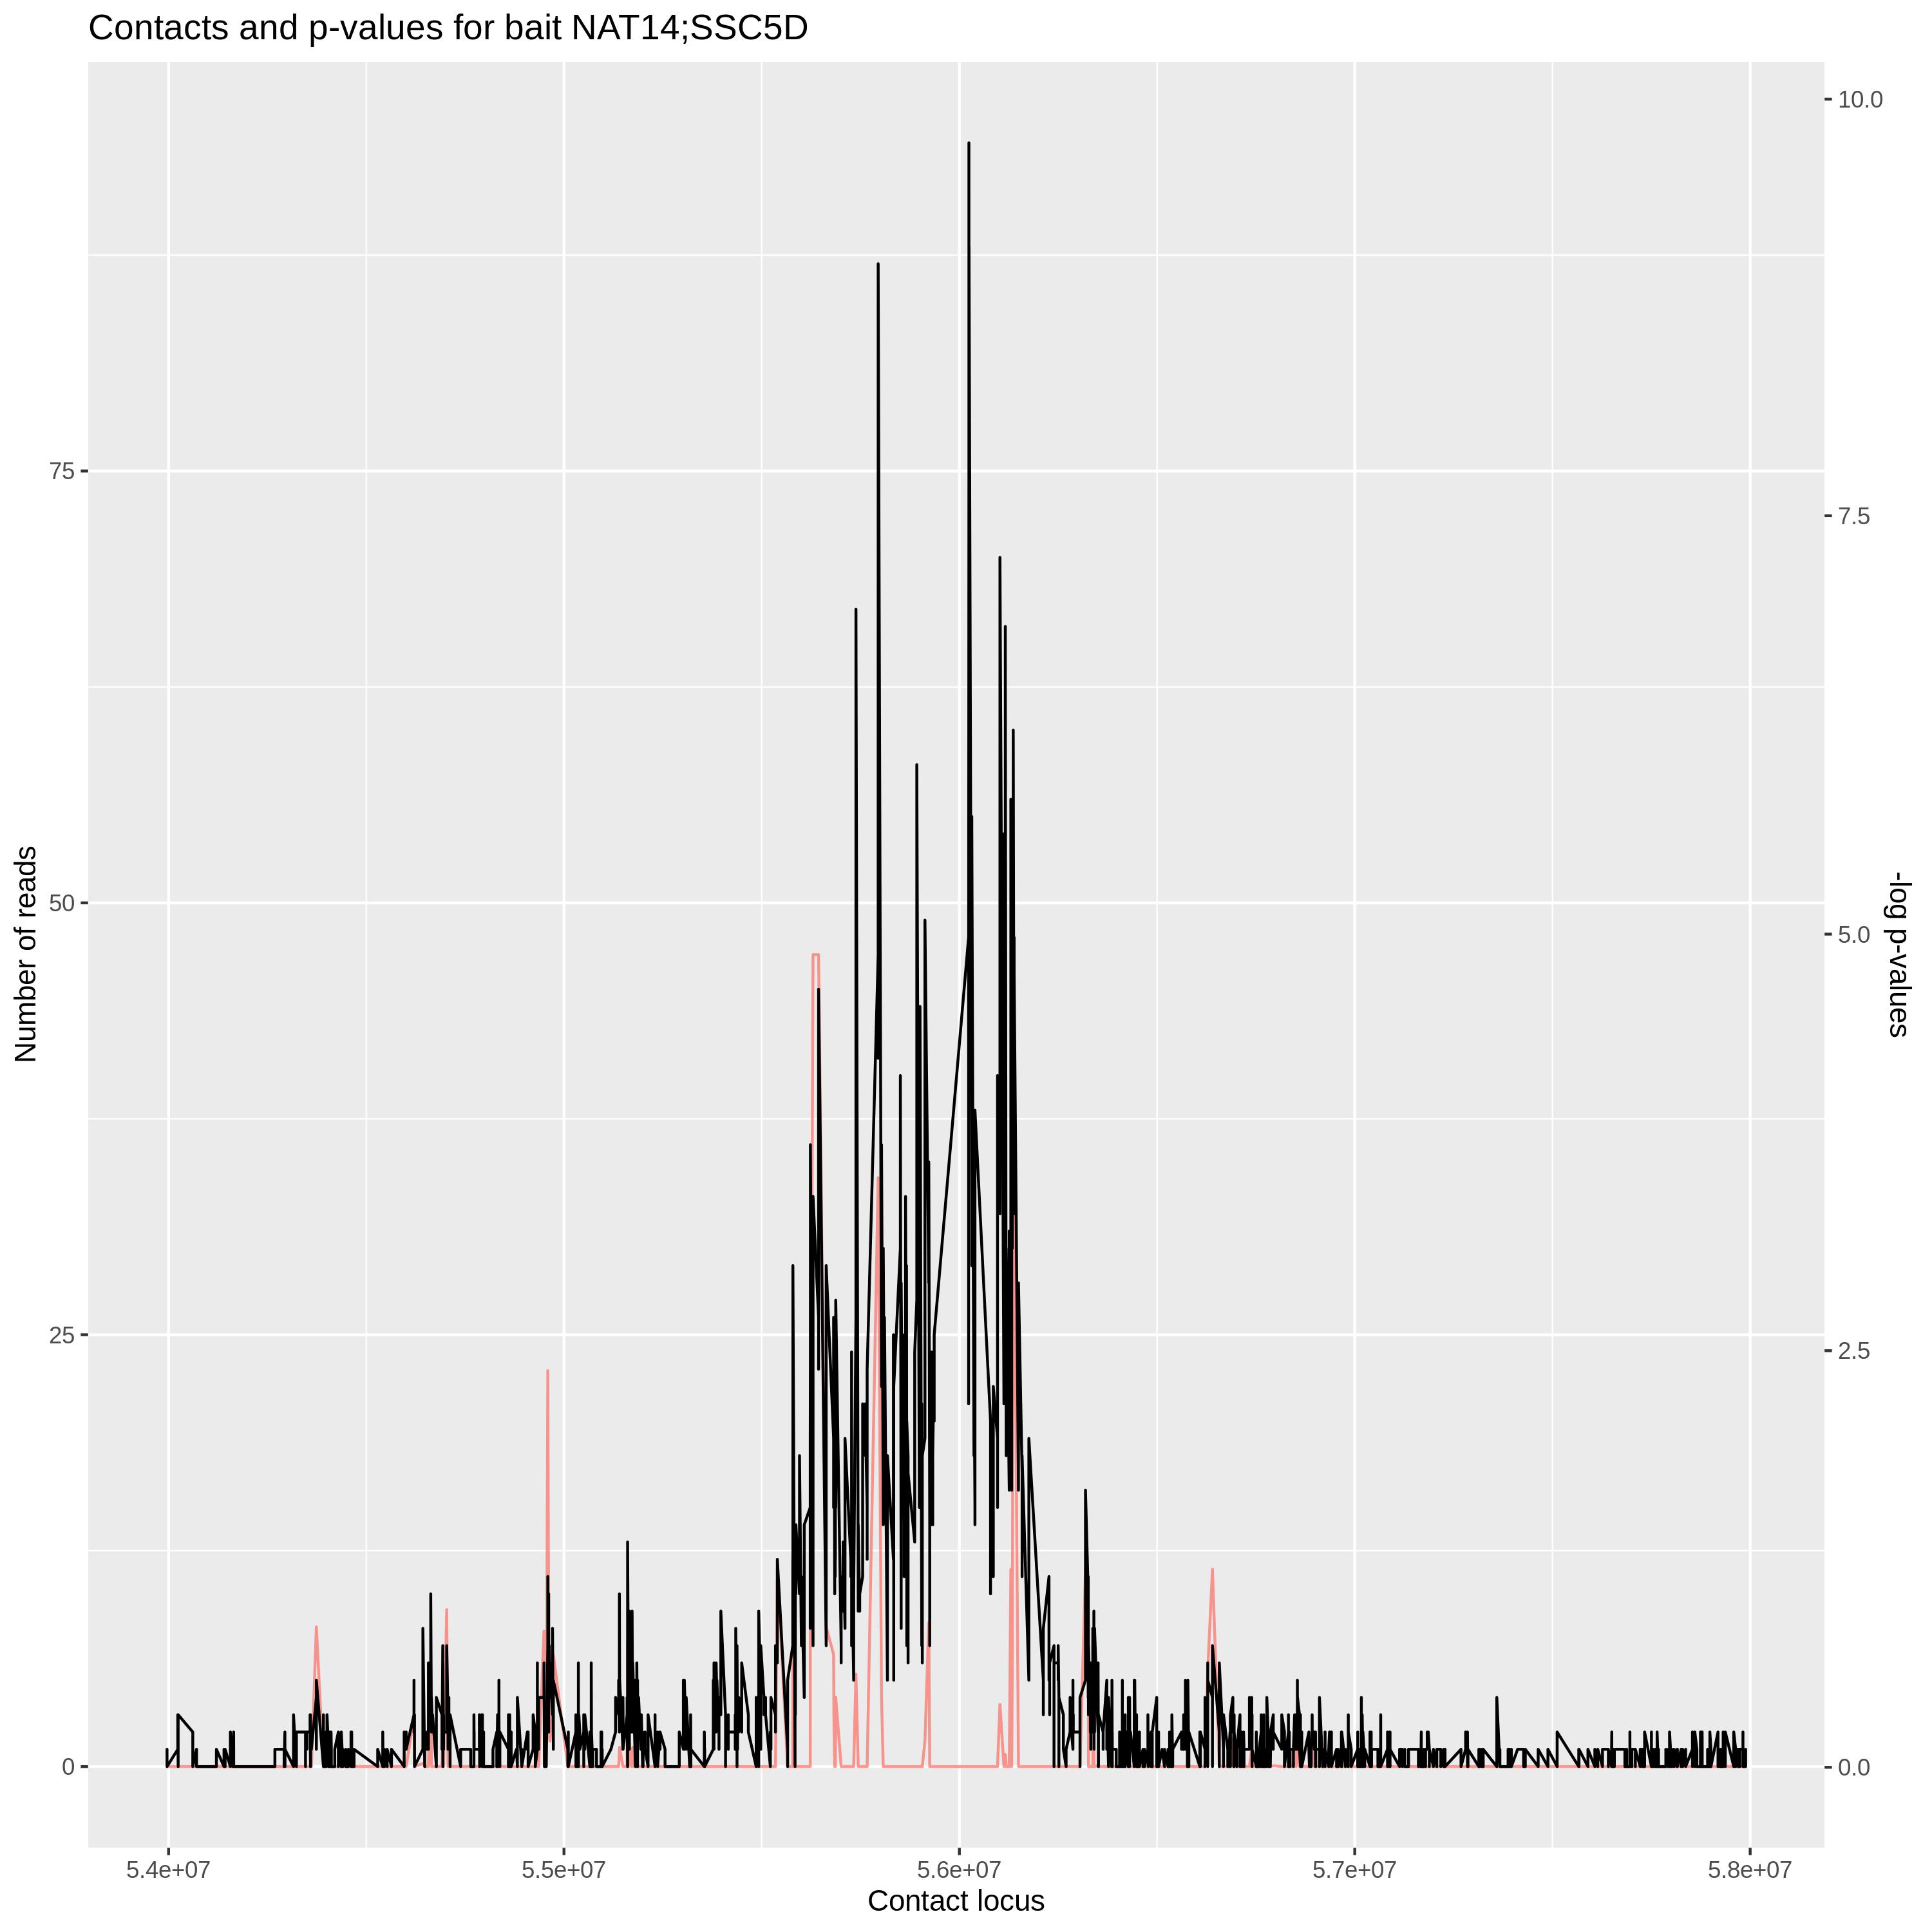 Contacts and p-values for bait NAT14;SSC5D
10.0
75
7.5
Number of reads
50
5.0
-log p-values
25
2.5
0
0.0
5.4e+07
5.5e+07
5.6e+07
5.7e+07
5.8e+07
Contact locus